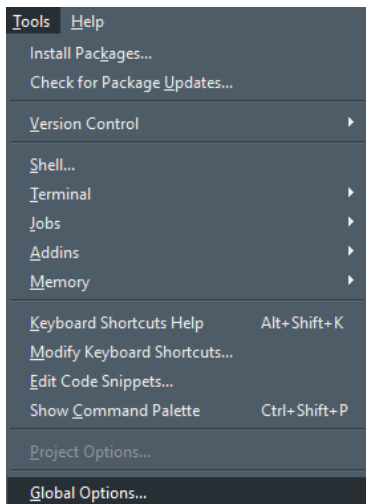 Tools Help
Install Packages...
Check for Package Updates...
Version Control
Shell...
Terminal
Jobs
Addins
Memory
Keyboard Shortcuts Help Alt+Shift+K
Modify Keyboard Shortcuts...
Edit Code Snippets...
Show Command Palette Ctrl+Shift+P
Project Options...
Global Options...